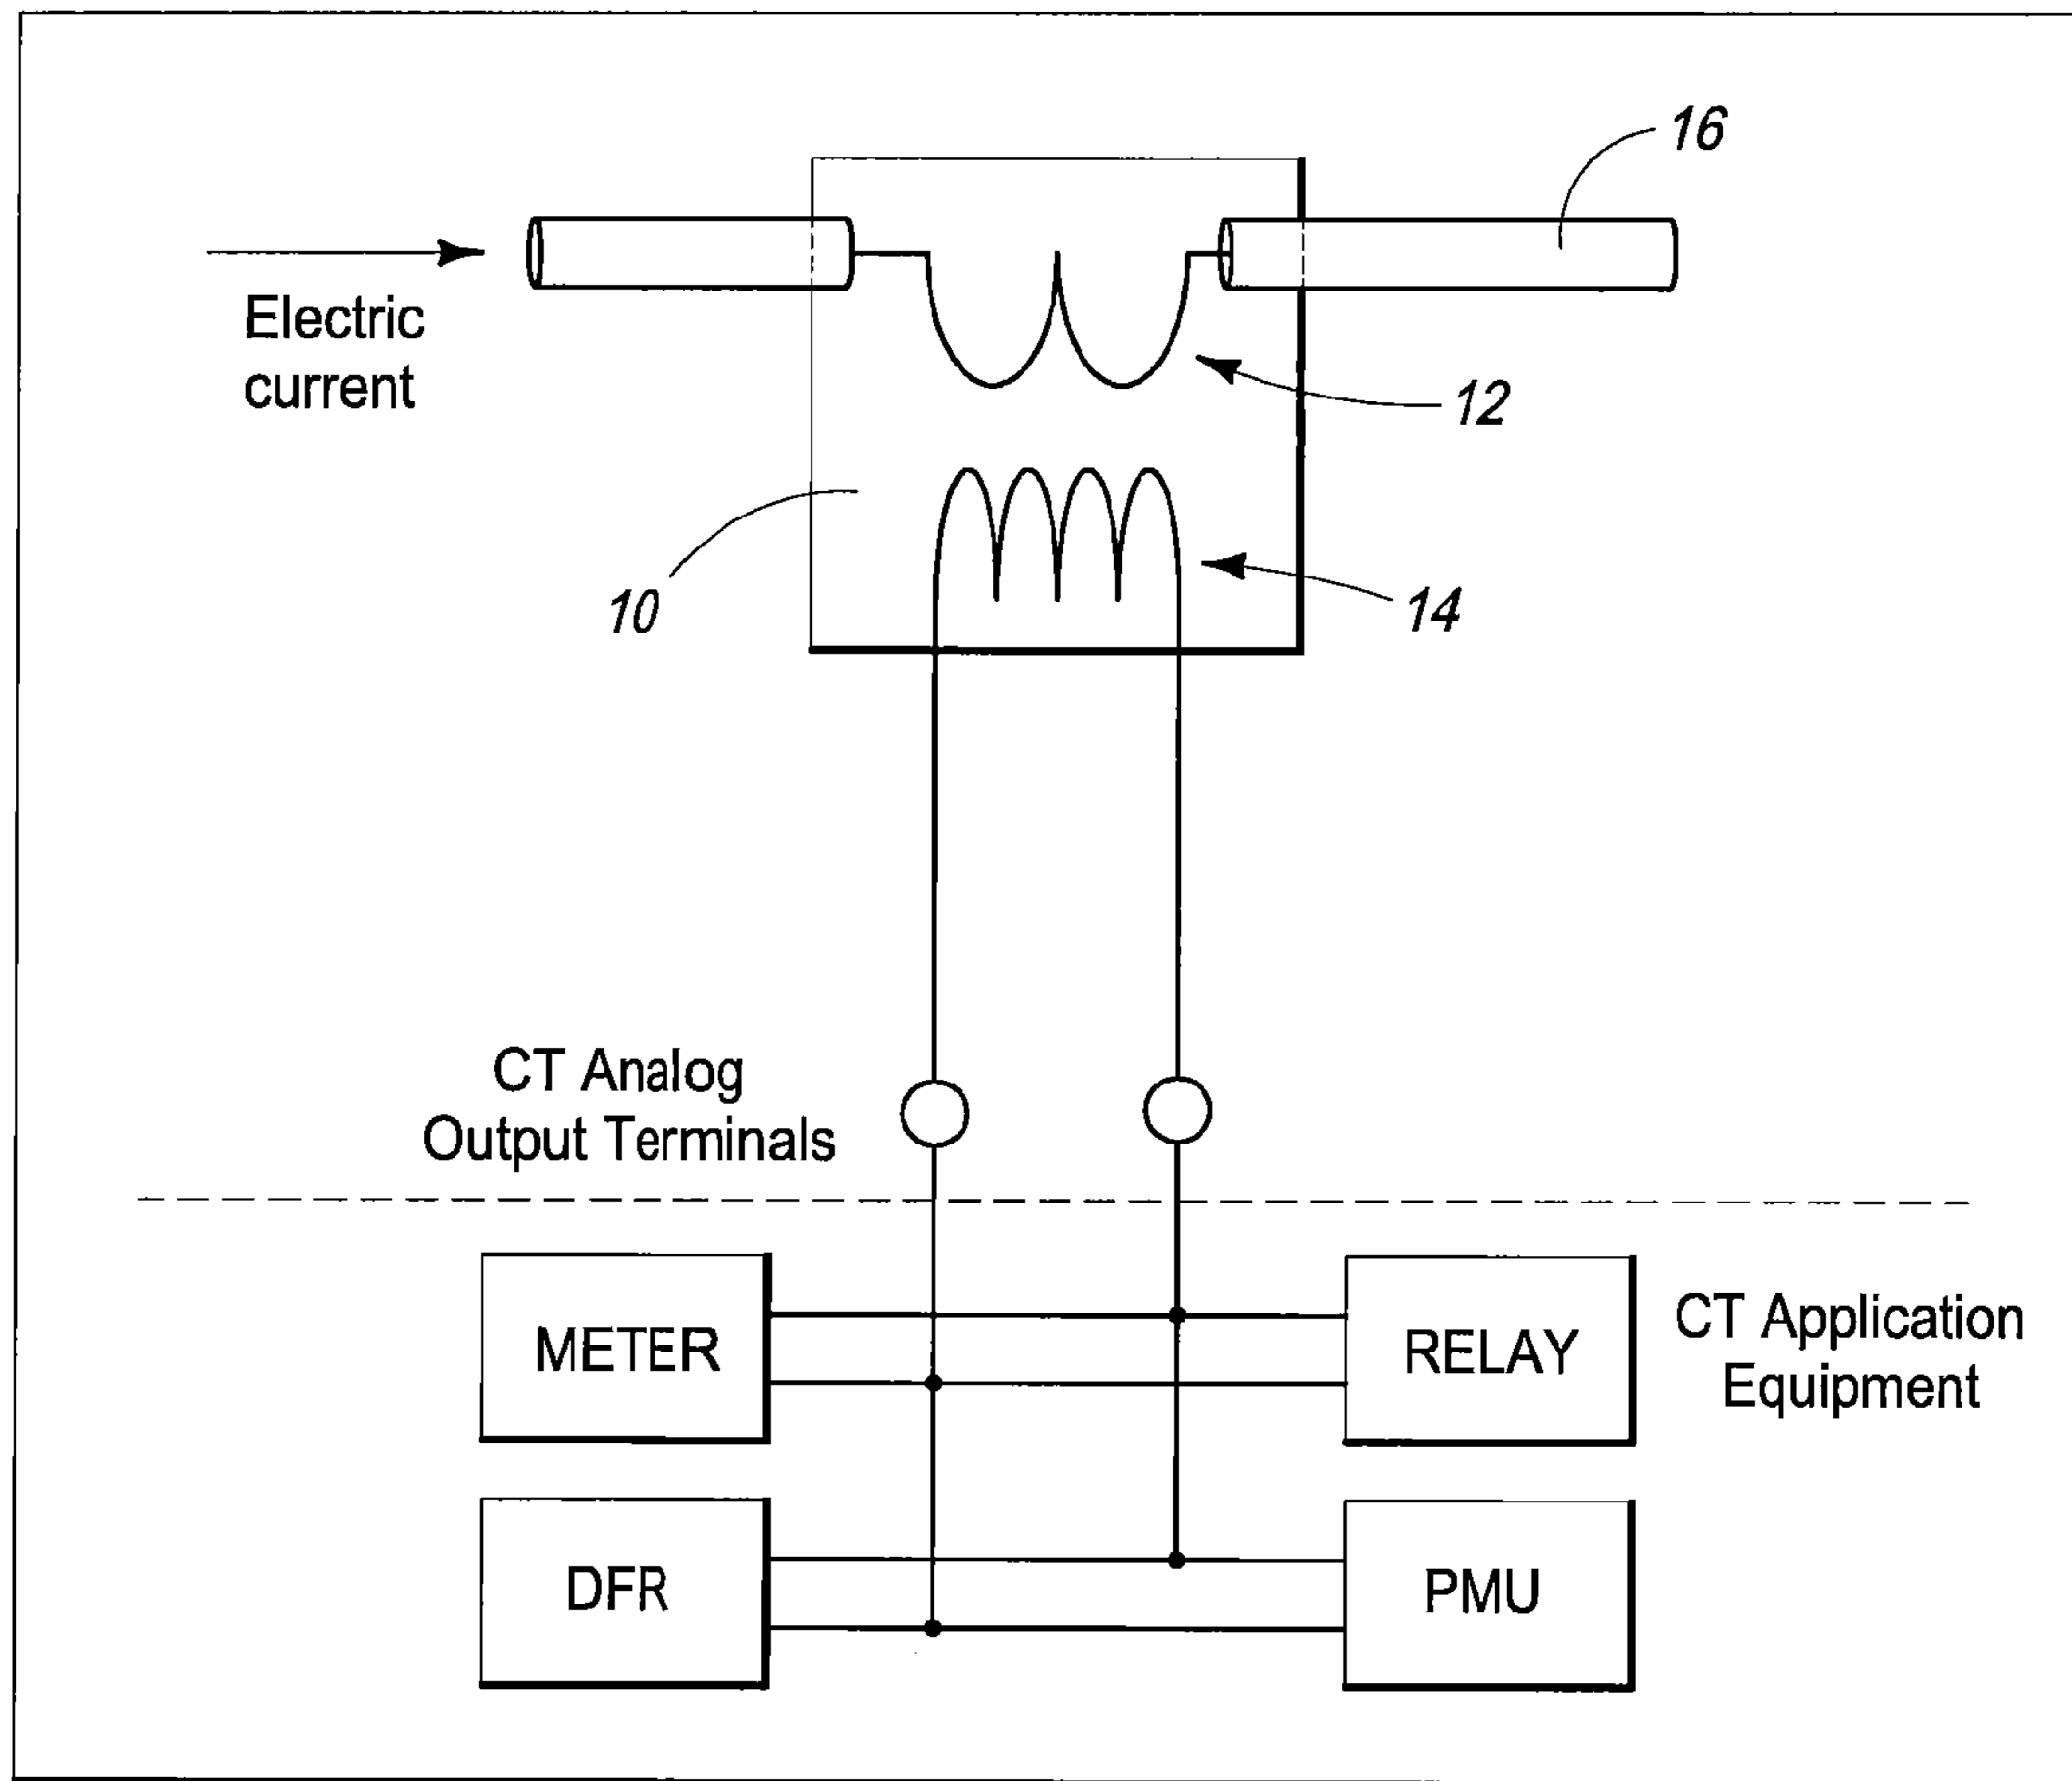 16
Electric
current
12
10
14
CT Analog
Output Terminals
METER
RELAY
CT Application
Equipment
DFR
PMU